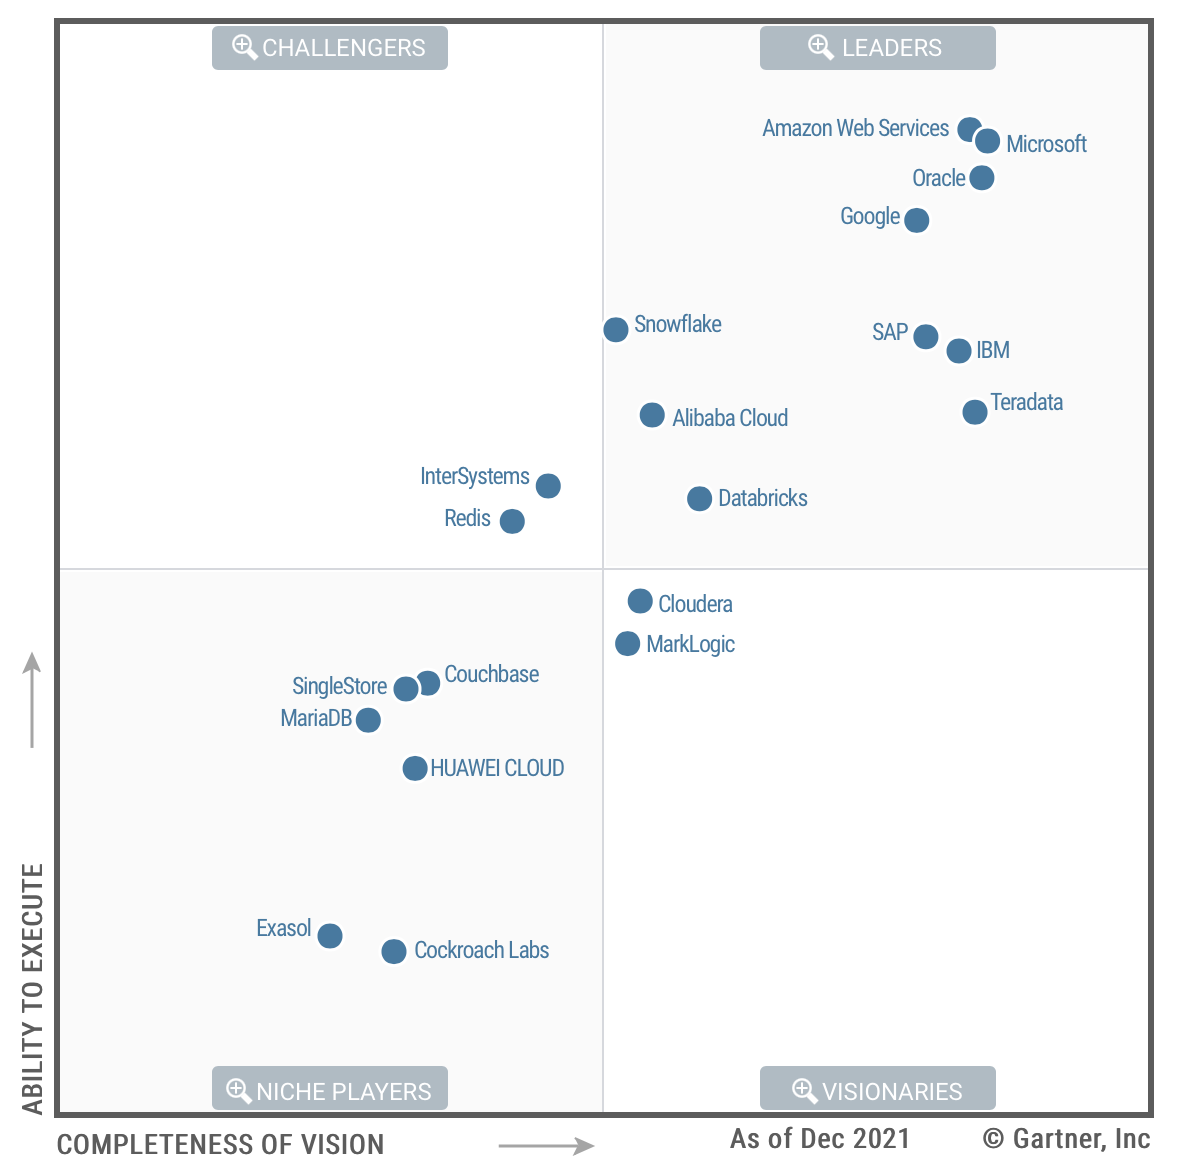 CHALLENGERS
LEADERS
Amazon Web Services
Microsoft
Oracle
Google
Snowflake
SAP
IBM
Teradata
Alibaba Cloud
InterSystems
Databricks
Redis
Cloudera
MarkLogic
Couchbase
SingleStore
MariaDB
HUAWEI CLOUD
Exasol
Cockroach Labs
NICHE PLAYERS
VISIONARIES
ABILITY TO EXECUTE
COMPLETENESS OF VISION
As of Dec 2021
© Gartner, Inc